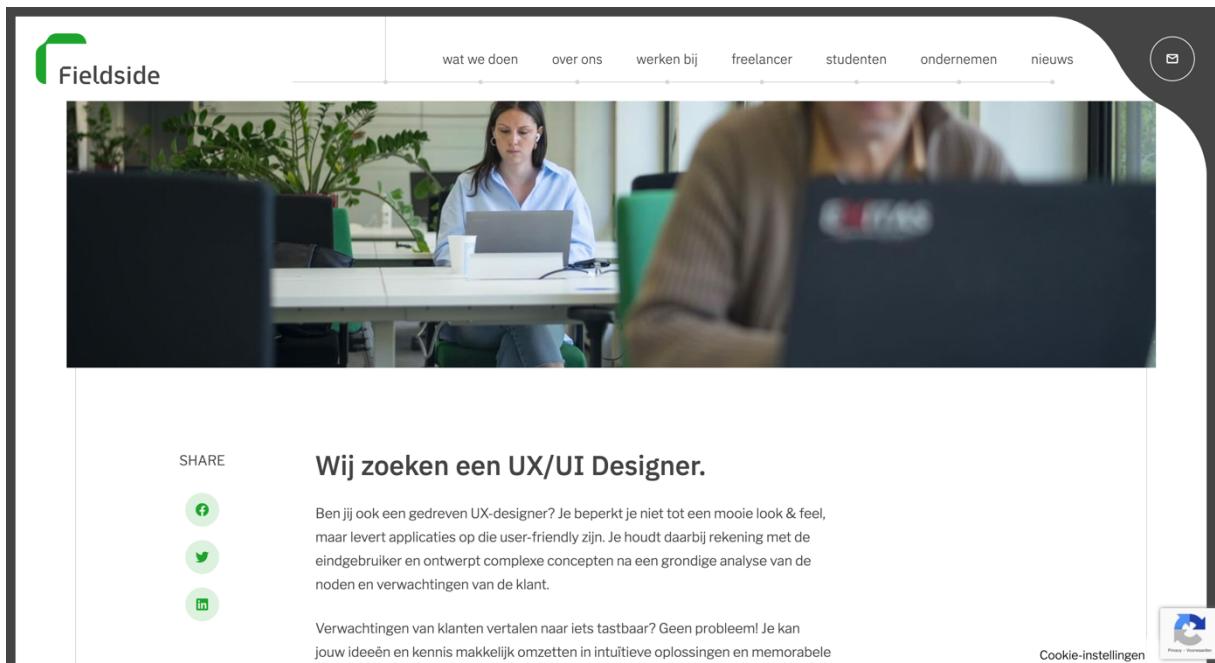 Fieldside
wat we doen over ons werken bij freelancer studenten ondernemen nieuws
EXITAS
SHARE
Wij zoeken een UX/UI Designer.
Ben jij ook een gedreven UX-designer? Je beperkt je niet tot een mooie look & feel,
maar levert applicaties op die user-friendly zijn. Je houdt daarbij rekening met de
eindgebruiker en ontwerpt complexe concepten na een grondige analyse van de
noden en verwachtingen van de klant.
Verwachtingen van klanten vertalen naar iets tastbaar? Geen probleem! Je kan
jouw ideeën en kennis makkelijk omzetten in intuïtieve oplossingen en memorabele
Cookie-instellingen
Privacy - Voorwaarden